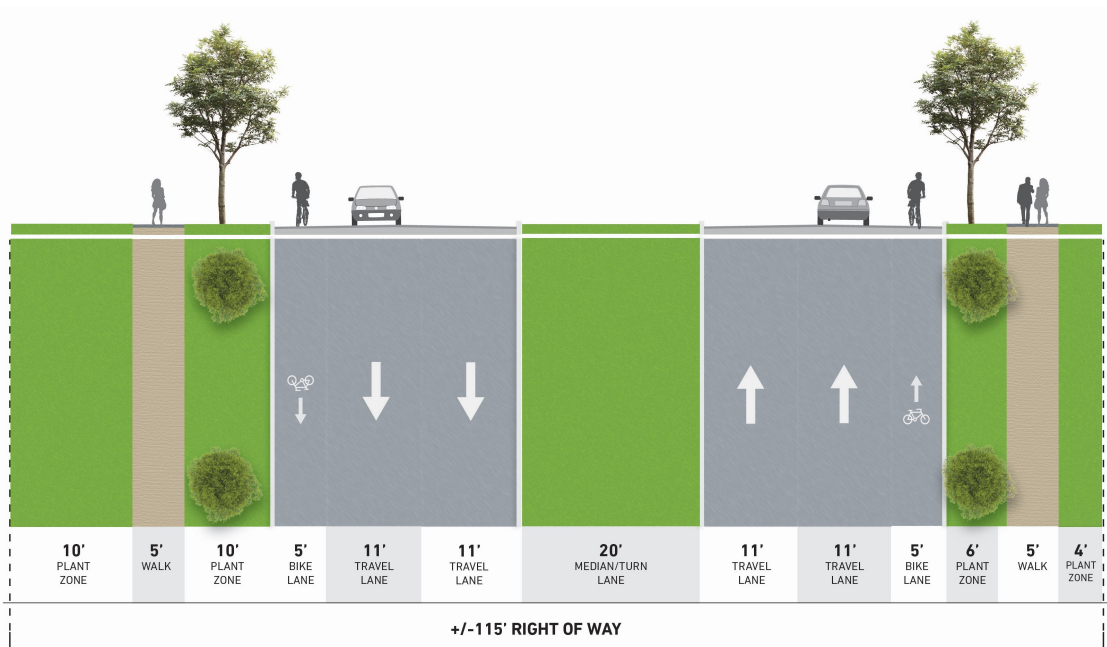 10’
PLANT
ZONE
5’
WALK
10’
PLANT
ZONE
5’
BIKE
LANE
11’
TRAVEL
LANE
11’
TRAVEL
LANE
20’
MEDIAN/TURN
LANE
11’
TRAVEL
LANE
11’
TRAVEL
LANE
5’
BIKE
LANE
6’
PLANT
ZONE
5’
WALK
4’
PLANT
ZONE
+/-115’ RIGHT OF WAY